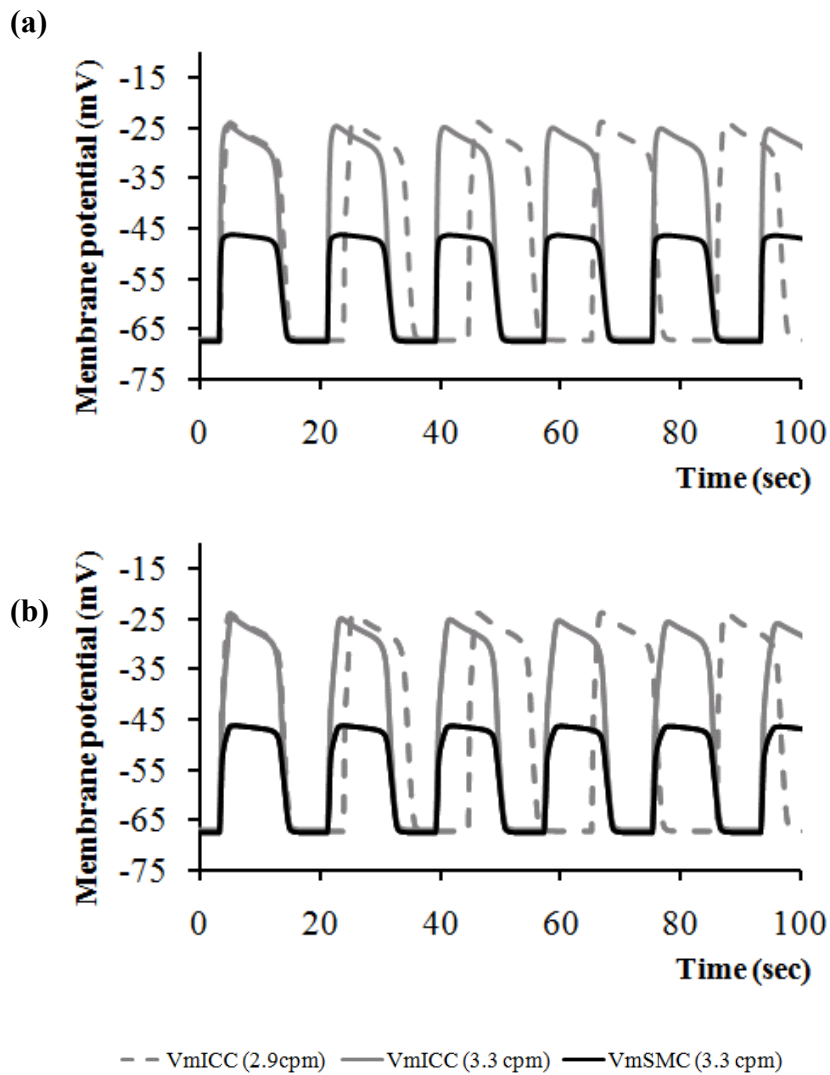 (a)
Membrane potential (mV)
-15
-25
-35
-45
-55
-65
-75
0 20 40 60 80 100
Time (sec)
(b)
Membrane potential (mV)
-15
-25
-35
-45
-55
-65
-75
0 20 40 60 80 100
Time (sec)
VmICC (2.9cpm) VmICC (3.3 cpm) VmSMC (3.3 cpm)